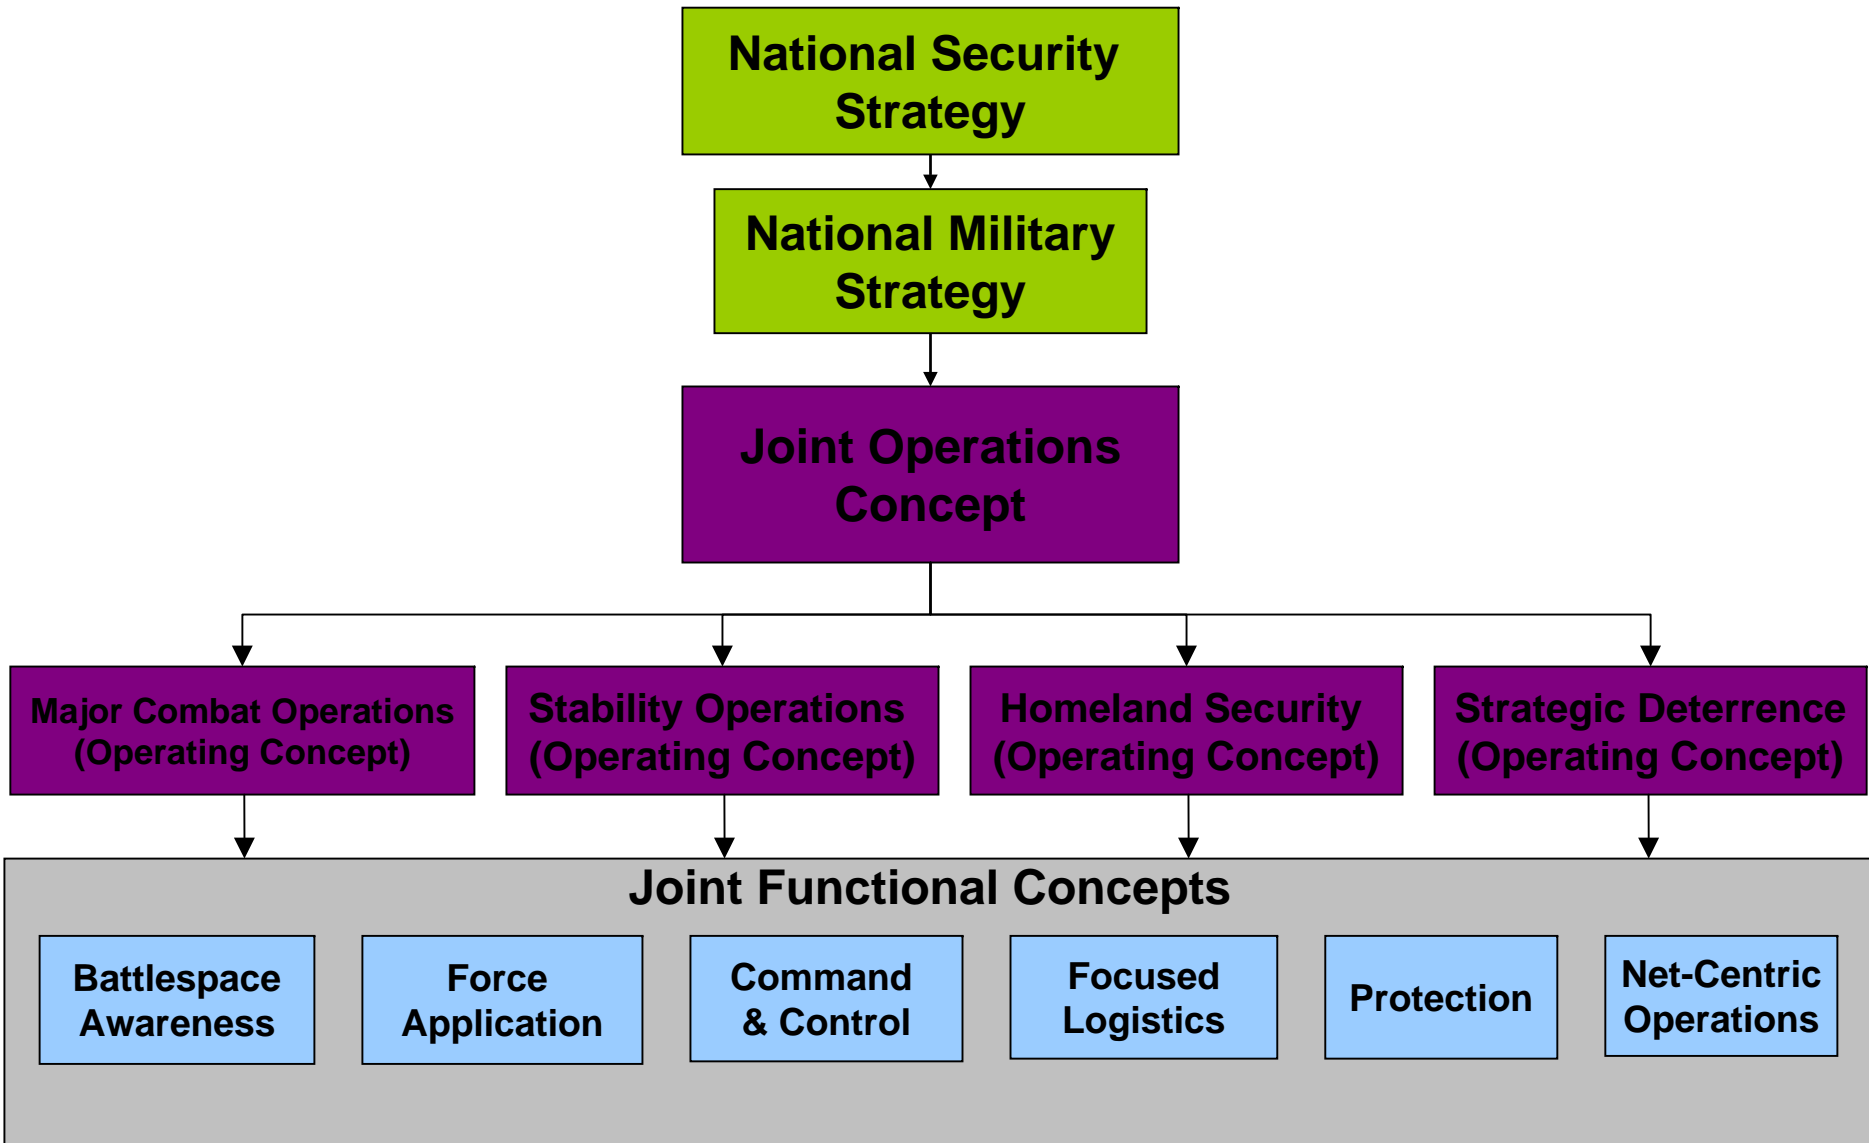 National Security
Strategy
National Military
Strategy
Joint Operations
Concept
Major Combat Operations
(Operating Concept)
Stability Operations
(Operating Concept)
Homeland Security
(Operating Concept)
Strategic Deterrence
(Operating Concept)
Joint Functional Concepts
Battlespace
Awareness
Force
Application
Command
& Control
Focused
Logistics
Protection
Net-Centric
Operations